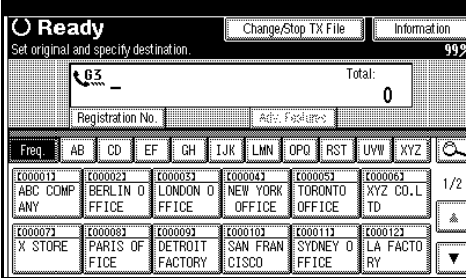 Ready
Change/Stop TX File
Information
Set original and specify destination.
99%
G3
Total:
0
Registration No.
Adv. Features
Freq. AB CD EF GH IJK LMN OPQ RST UVW XYZ
[00001] [00002] [00003] [00004] [00005] [00006]
ABC COMP BERLIN O LONDON O NEW YORK TORONTO XYZ CO.L
ANY FFICE FFICE OFFICE OFFICE TD
1/2
[00007] [00008] [00009] [00010] [00011] [00012]
X STORE PARIS OF DETROIT SAN FRAN SYDNEY O LA FACTO
FICE FACTORY CISCO FFICE RY